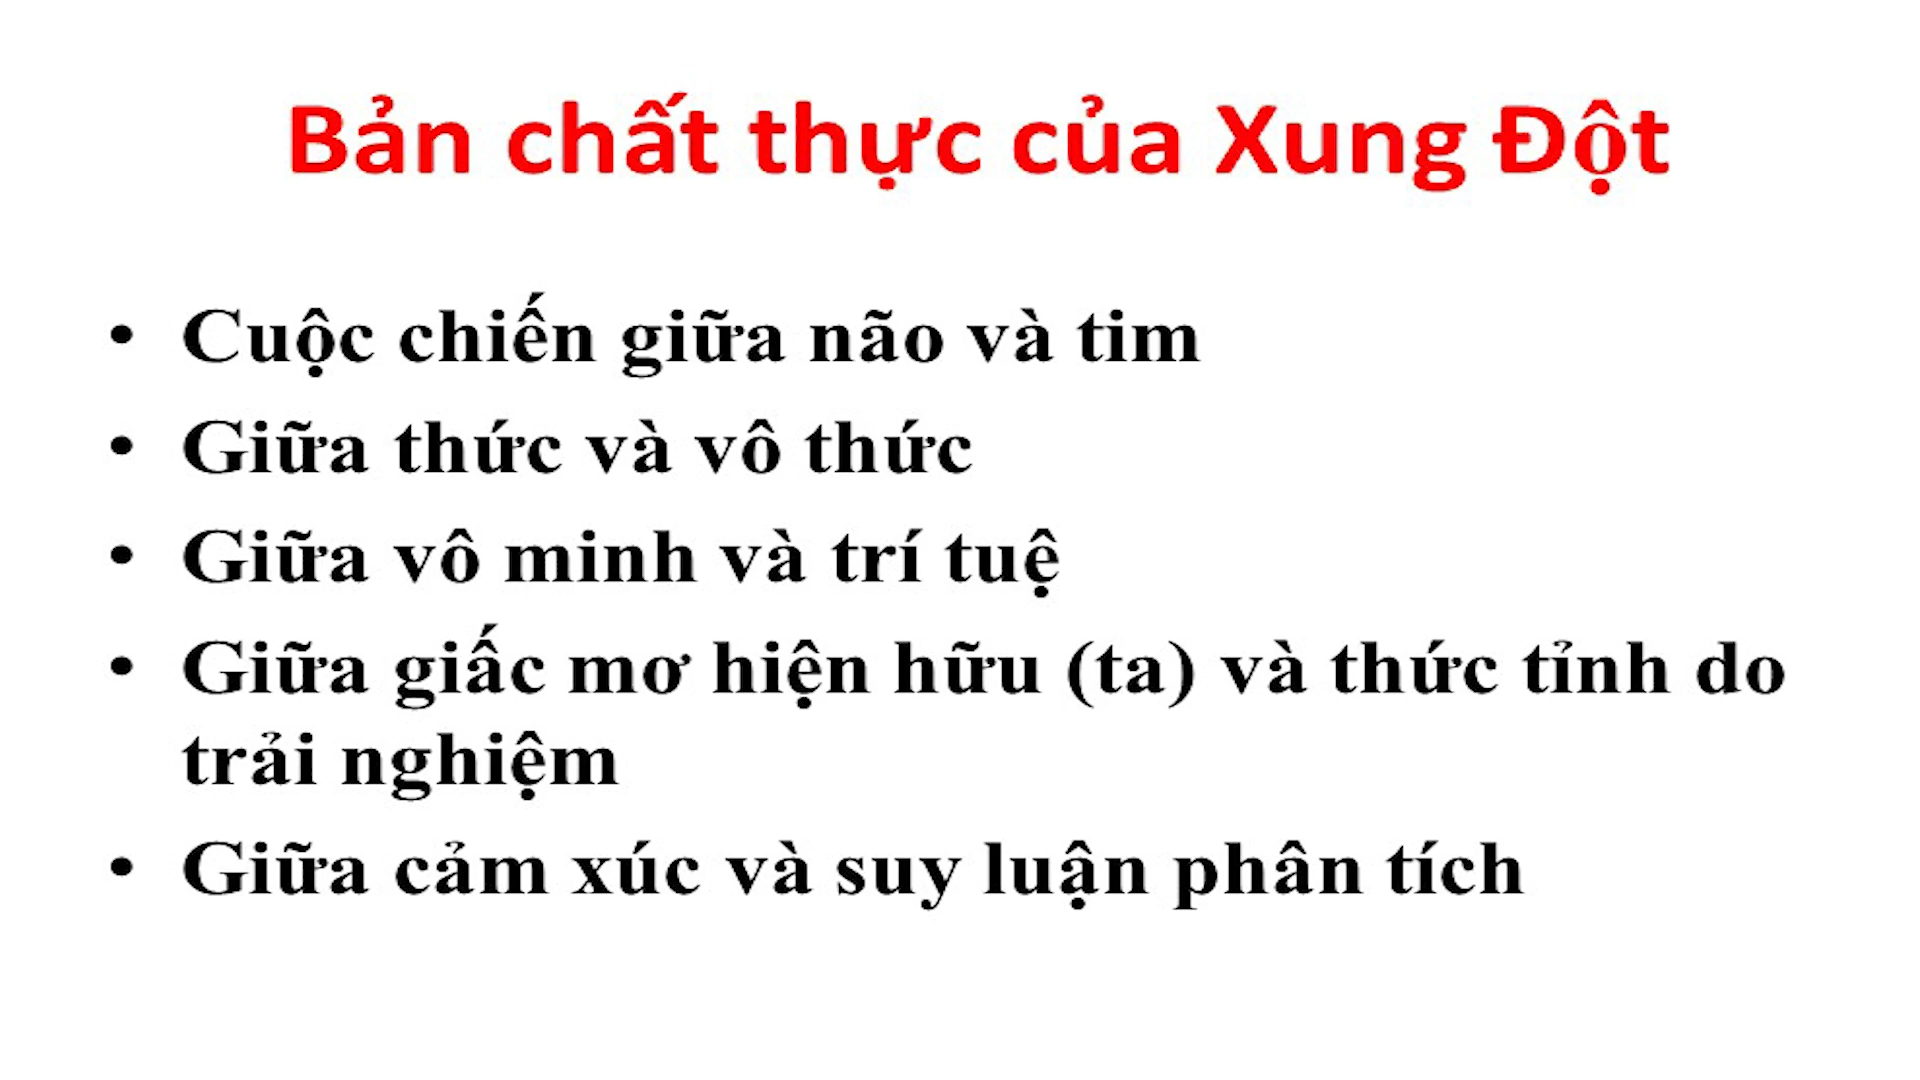 Bản chất thực của Xung Đột
• Cuộc chiến giữa não và tim
• Giữa thức và vô thức
• Giữa vô minh và trí tuệ
• Giữa giấc mơ hiện hữu (ta) và thức tỉnh do
trải nghiệm
• Giữa cảm xúc và suy luận phân tích